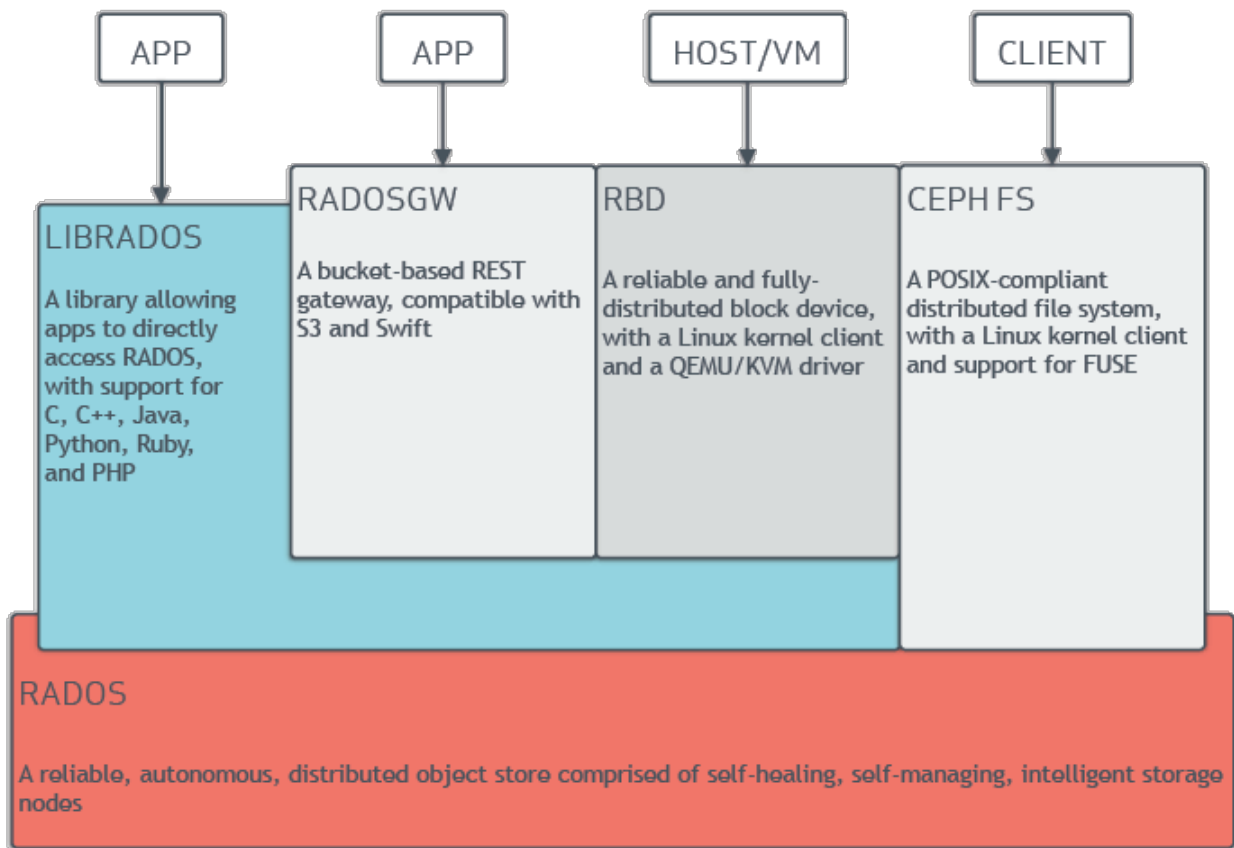 APP
APP
HOST/VM
CLIENT
LIBRADOS
A library allowing
apps to directly
access RADOS,
with support for
C, C++, Java,
Python, Ruby,
and PHP
RADOSGW
A bucket-based REST
gateway, compatible with
S3 and Swift
RBD
A reliable and fully-
distributed block device,
with a Linux kernel client
and a QEMU/KVM driver
CEPH FS
A POSIX-compliant
distributed file system,
with a Linux kernel client
and support for FUSE
RADOS
A reliable, autonomous, distributed object store comprised of self-healing, self-managing, intelligent storage
nodes